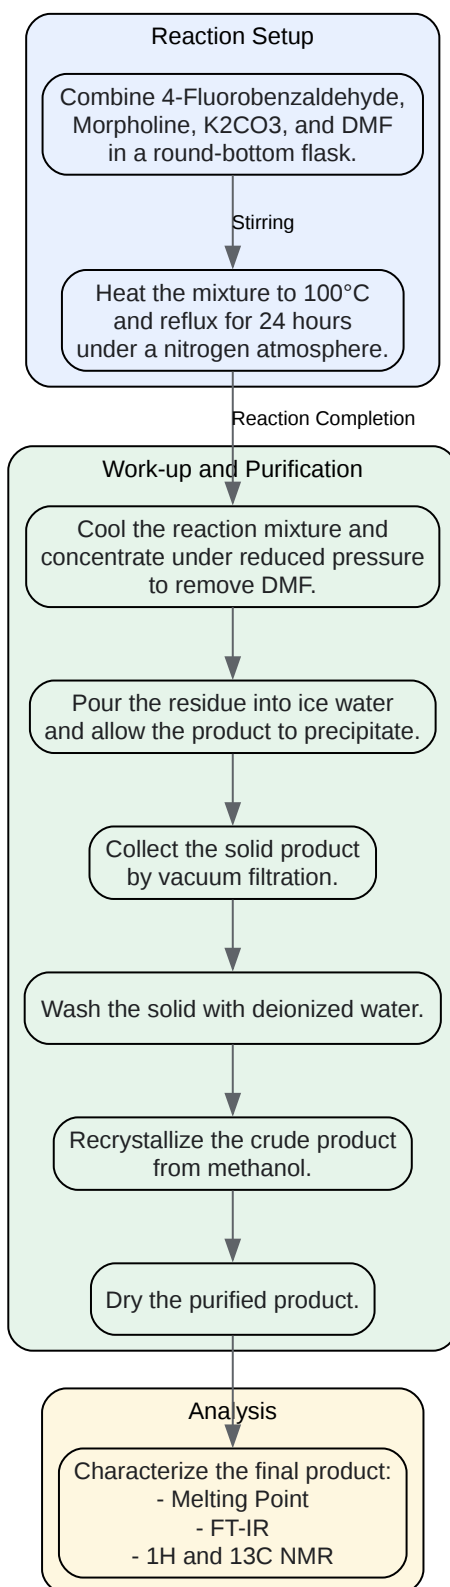 Reaction Setup
Combine 4-Fluorobenzaldehyde,
Morpholine, K2CO3, and DMF
in a round-bottom flask.
Stirring
Heat the mixture to 100°C
and reflux for 24 hours
under a nitrogen atmosphere.
Reaction Completion
Work-up and Purification
Cool the reaction mixture and
concentrate under reduced pressure
to remove DMF.
Pour the residue into ice water
and allow the product to precipitate.
Collect the solid product
by vacuum filtration.
Wash the solid with deionized water.
Recrystallize the crude product
from methanol.
Dry the purified product.
Analysis
Characterize the final product:
- Melting Point
- FT-IR
- 1H and 13C NMR